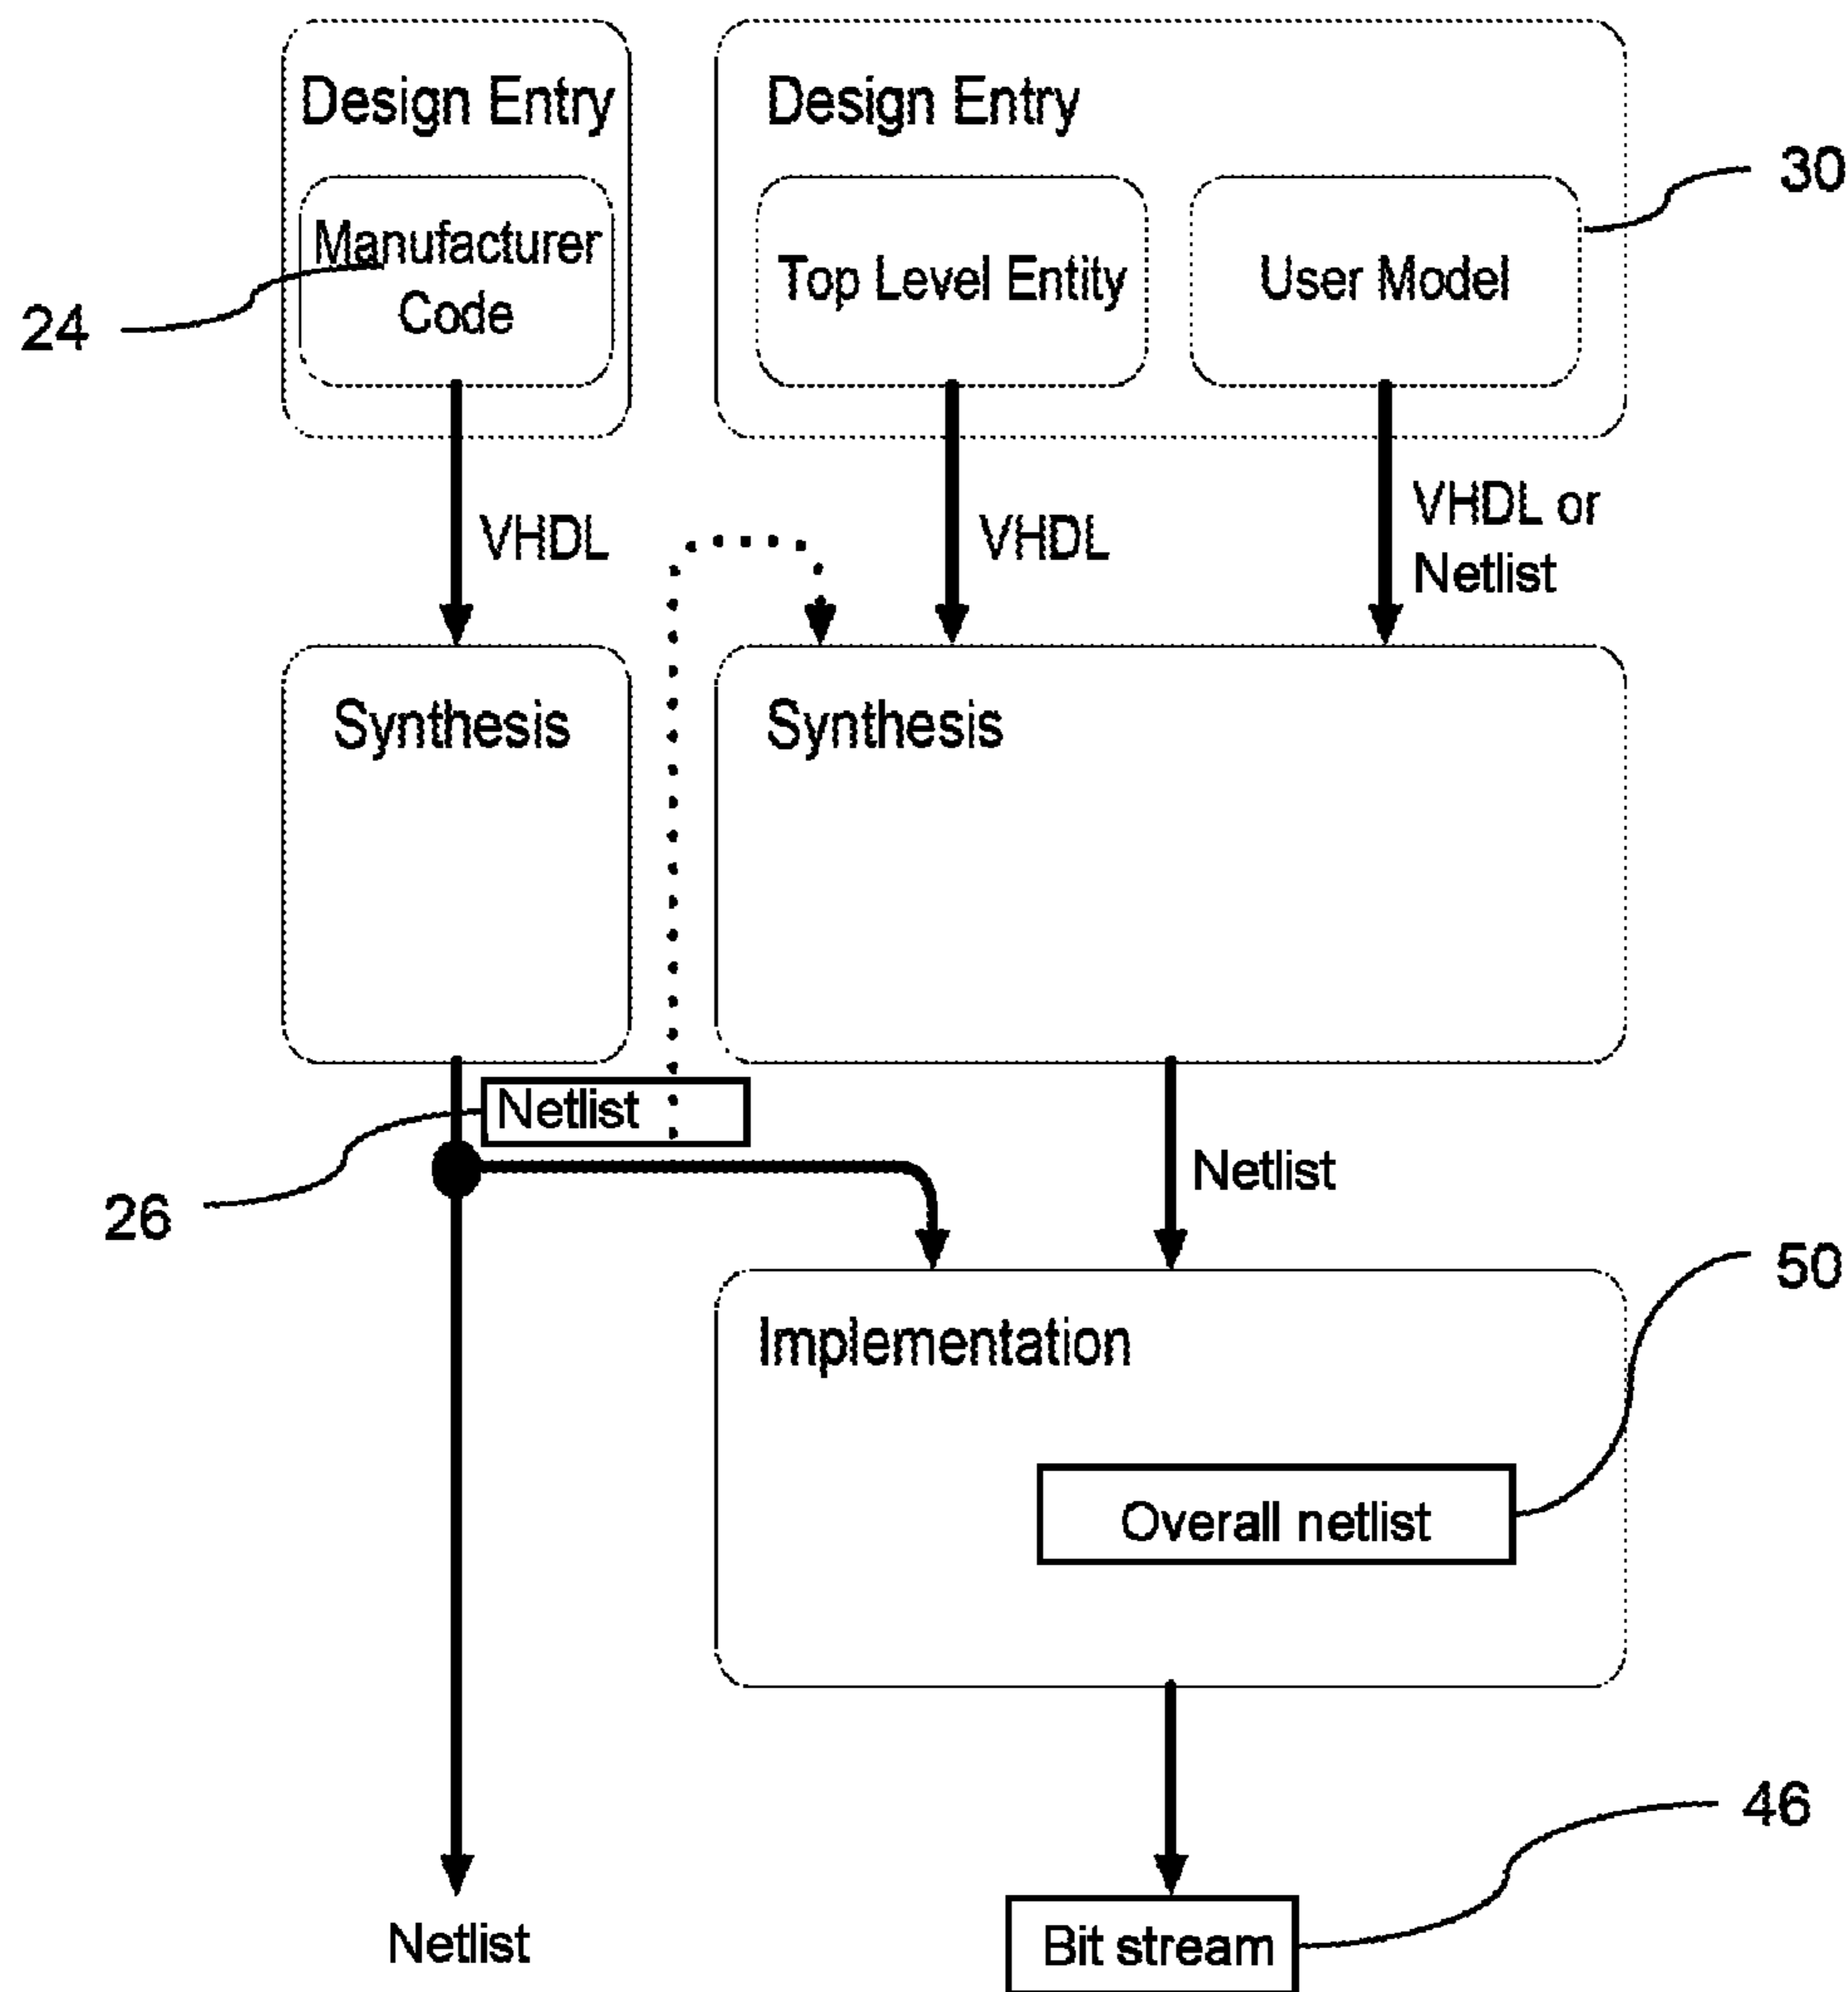 Design Entry
Design Entry
30
Manufacturer
Code
Top Level Entity
User Model
24
VHDL
VHDL
VHDL or
Netlist
Synthesis
Synthesis
Netlist
26
Netlist
50
Implementation
Overall netlist
46
Netlist
Bit stream